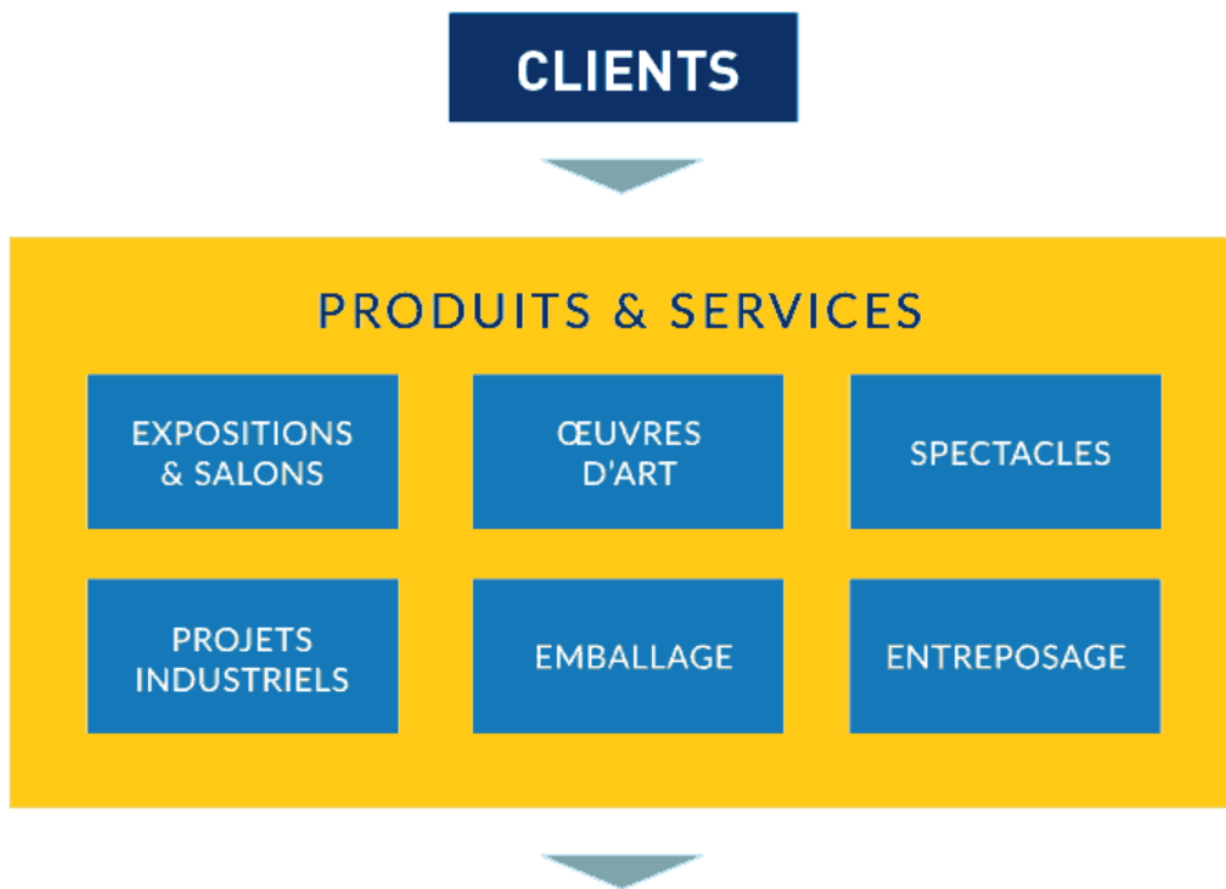 CLIENTS
PRODUITS & SERVICES
EXPOSITIONS
& SALONS
ŒUVRES
D’ART
SPECTACLES
PROJETS
INDUSTRIELS
EMBALLAGE
ENTREPOSAGE